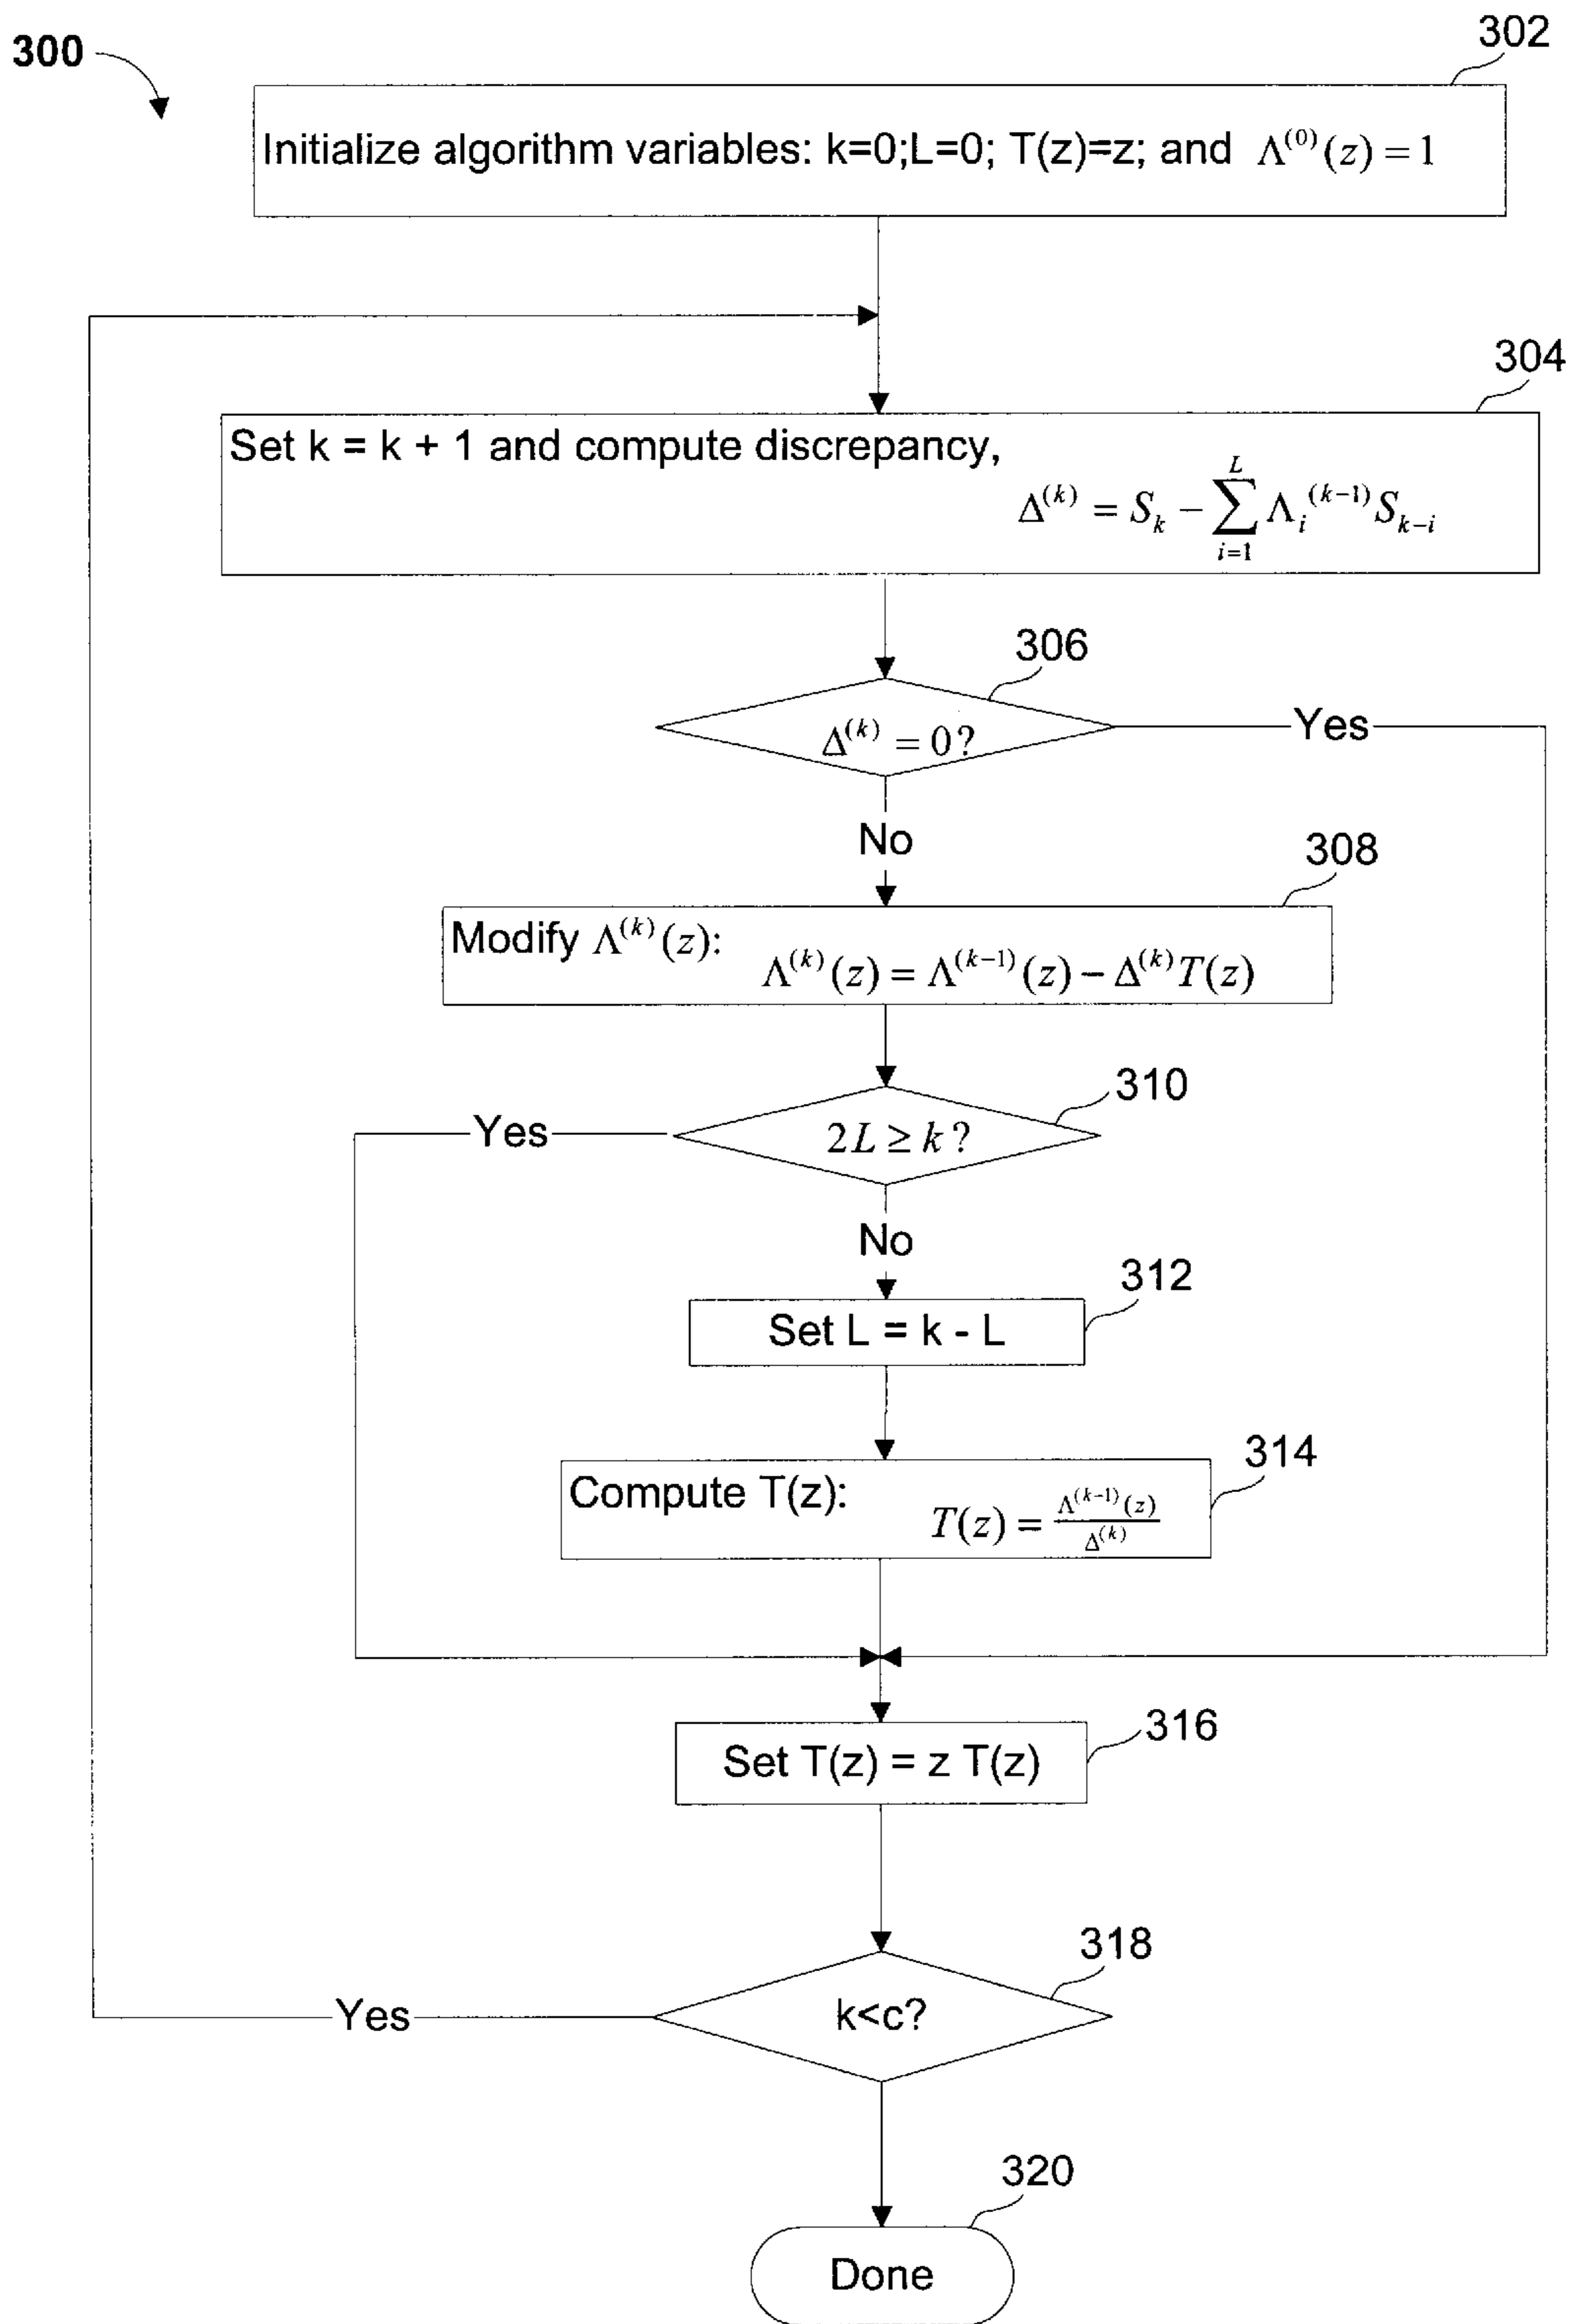 300
302
Initialize algorithm variables: k=0;L=0; T(z)=z; and Λ^{(0)}(z) = 1
304
Set k = k + 1 and compute discrepancy,
Δ^{(k)} = S_k − \sum_{i=1}^{L} Λ_i^{(k−1)} S_{k−i}
306
Δ^{(k)} = 0?
Yes
No
308
Modify Λ^{(k)}(z):
Λ^{(k)}(z) = Λ^{(k−1)}(z) − Δ^{(k)}T(z)
310
2L ≥ k?
Yes
No
312
Set L = k - L
314
Compute T(z):
T(z) = \frac{Λ^{(k−1)}(z)}{Δ^{(k)}}
316
Set T(z) = z T(z)
318
k<c?
Yes
320
Done